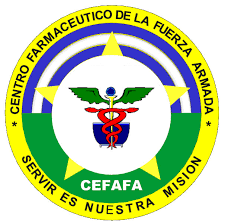 * CENTRO FARMACEUTICO DE LA FUERZA ARMADA *
CEFAFA
SERVIR ES NUESTRA MISION